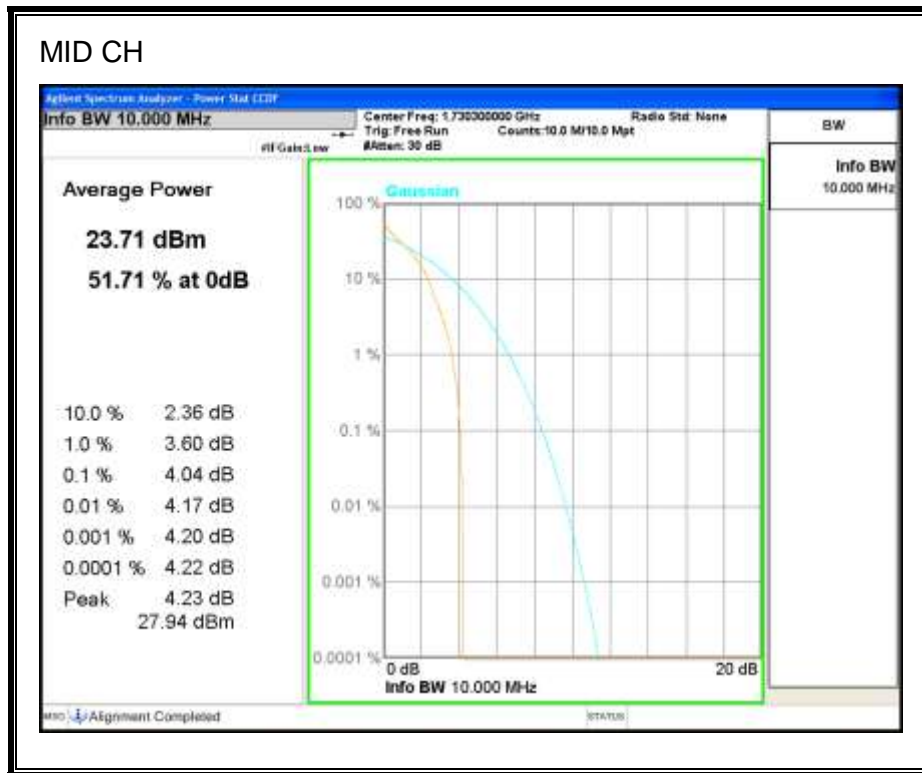 MID CH
Agilent Spectrum Analyzer - Power Stat CCDF
Info BW 10.000 MHz
Center Freq: 1.730300000 GHz
Radio Std: None
Trig: Free Run
Counts:10.0 M/10.0 Mpt
#IFGain:Low
#Atten: 30 dB
BW
Info BW
10.000 MHz
Average Power
23.71 dBm
51.71 % at 0dB
10.0 % 2.36 dB
1.0 % 3.60 dB
0.1 % 4.04 dB
0.01 % 4.17 dB
0.001 % 4.20 dB
0.0001 % 4.22 dB
Peak 4.23 dB
27.94 dBm
Gaussian
100 %
10 %
1 %
0.1 %
0.01 %
0.001 %
0.0001 %
0 dB
20 dB
Info BW 10.000 MHz
MSG
Alignment Completed
STATUS